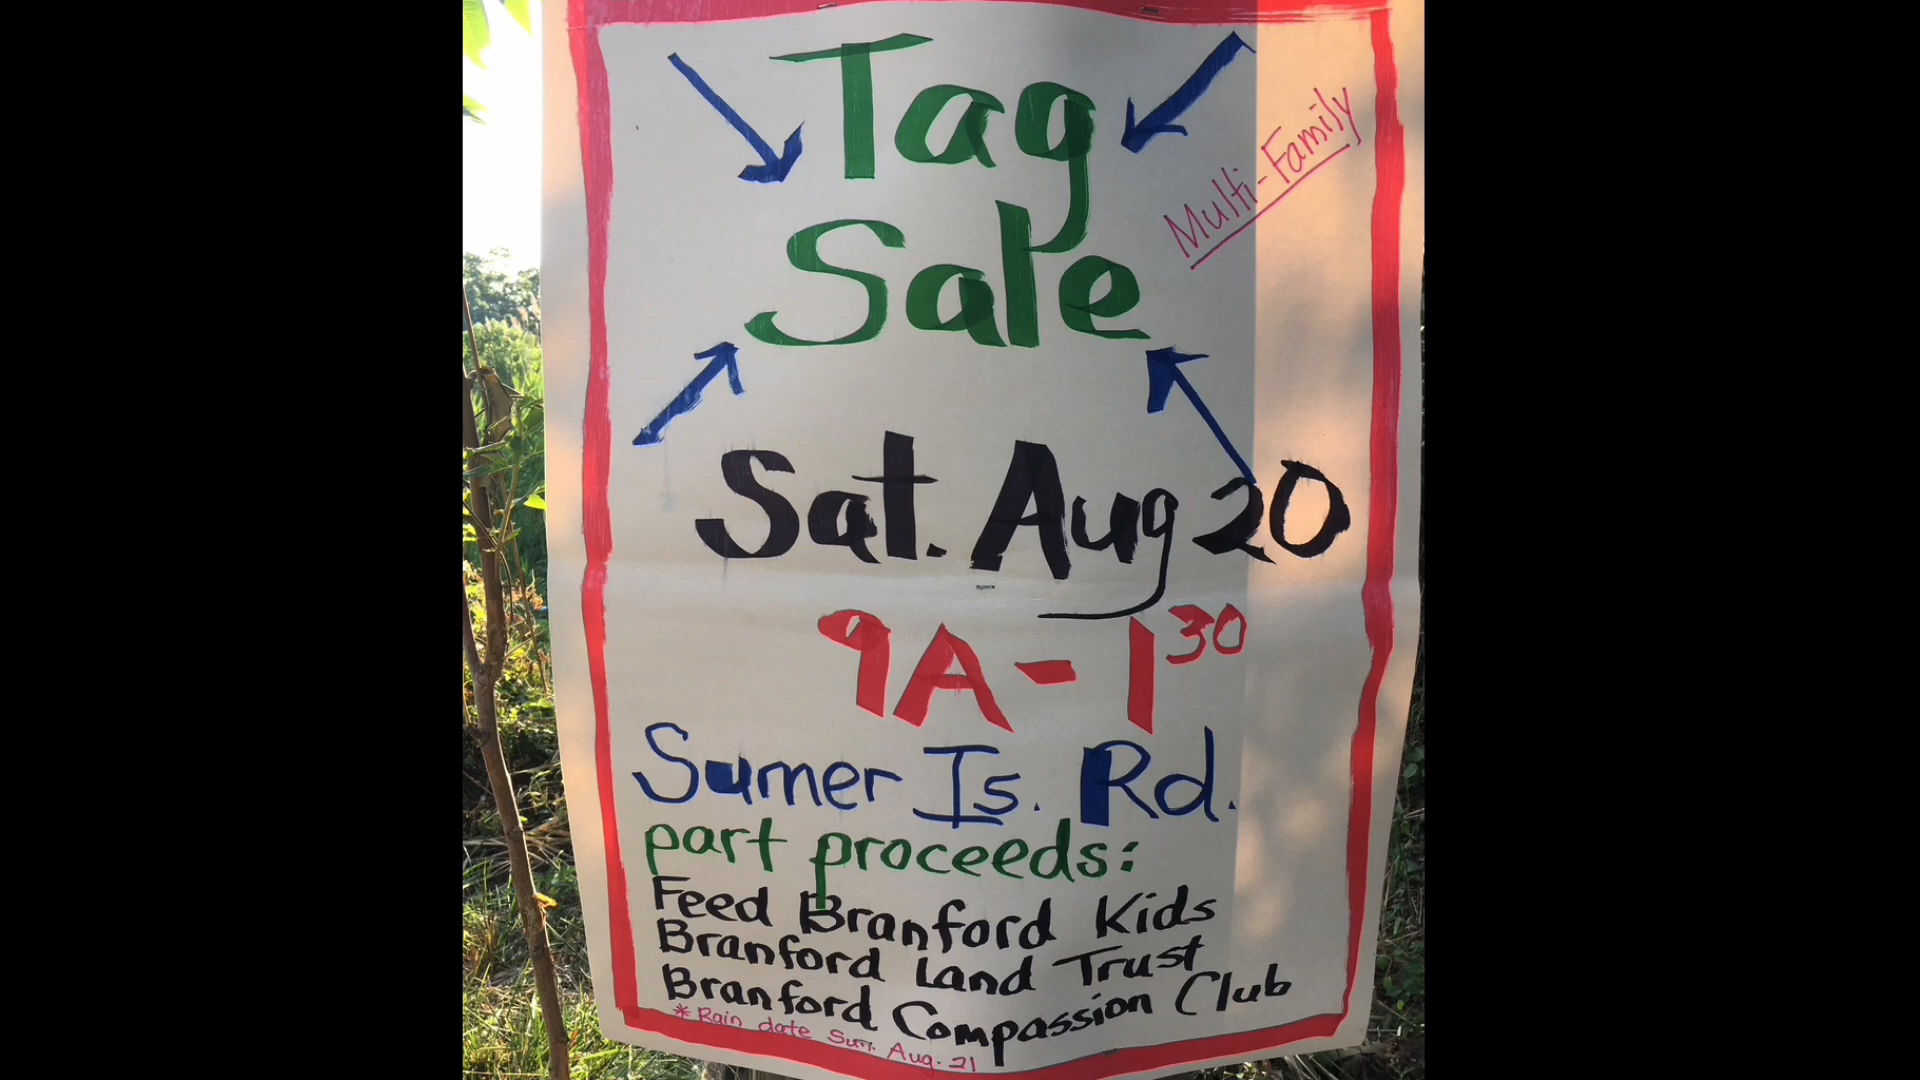 Tag
Sale
Multi-Family
Sat. Aug 20
9A - 1 30
Sumer Is. Rd.
part proceeds:
Feed Branford Kids
Branford Land Trust
Branford Compassion Club
* Rain date Sun. Aug. 21